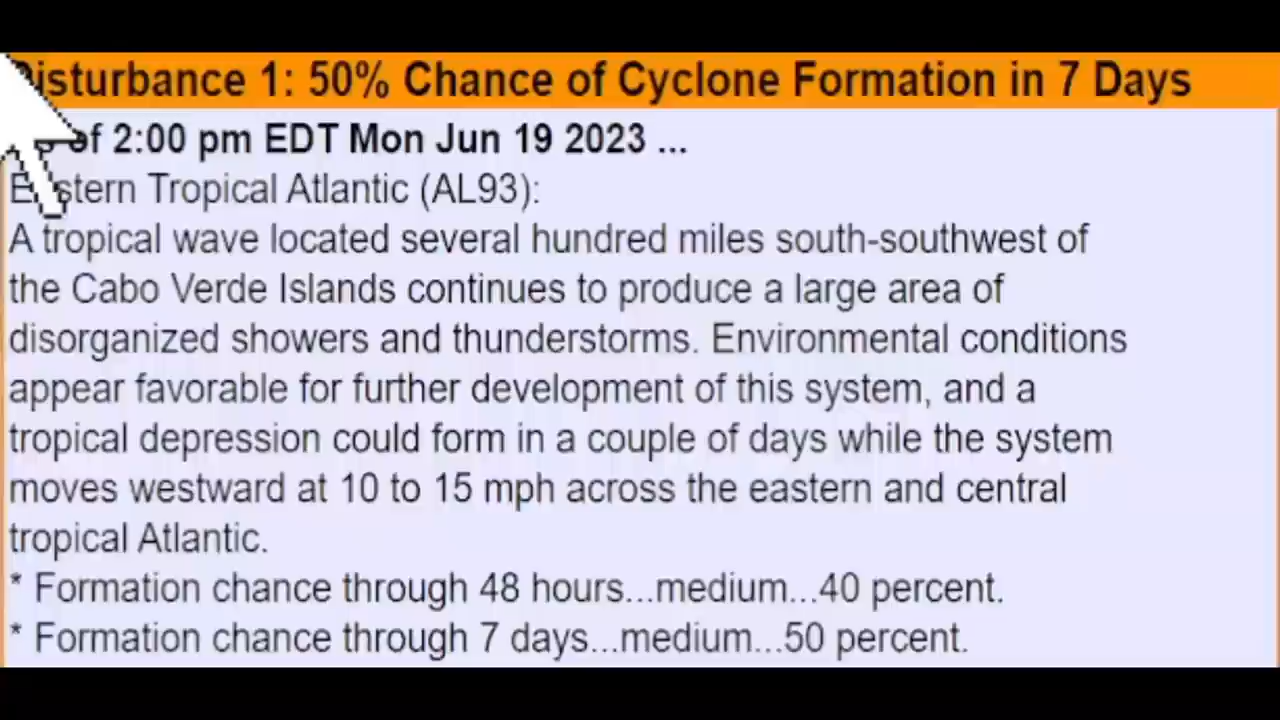 Disturbance 1: 50% Chance of Cyclone Formation in 7 Days
of 2:00 pm EDT Mon Jun 19 2023 ...
Eastern Tropical Atlantic (AL93):
A tropical wave located several hundred miles south-southwest of
the Cabo Verde Islands continues to produce a large area of
disorganized showers and thunderstorms. Environmental conditions
appear favorable for further development of this system, and a
tropical depression could form in a couple of days while the system
moves westward at 10 to 15 mph across the eastern and central
tropical Atlantic.
* Formation chance through 48 hours...medium...40 percent.
* Formation chance through 7 days...medium...50 percent.